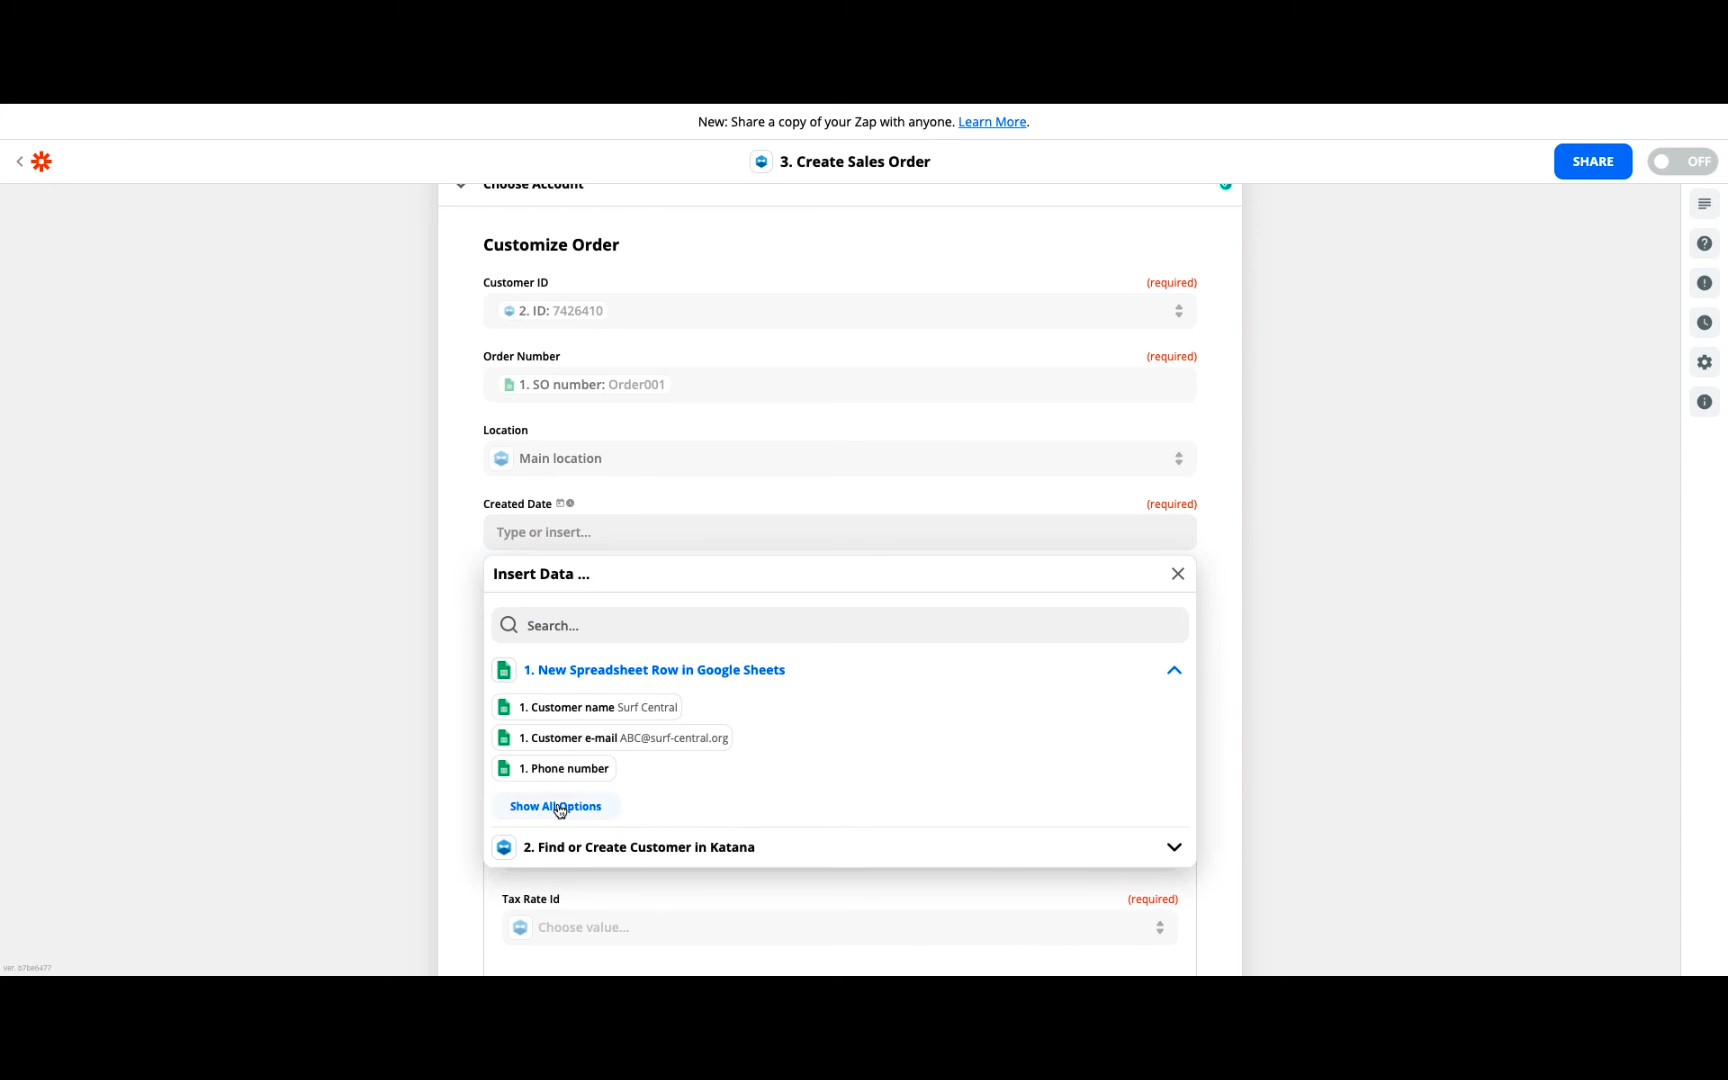 New: Share a copy of your Zap with anyone. Learn More.
3. Create Sales Order
SHARE
OFF
Choose Account
Customize Order
Customer ID
(required)
2. ID: 7426410
Order Number
(required)
1. SO number: Order001
Location
Main location
Created Date
(required)
Type or insert...
Insert Data ...
Search...
1. New Spreadsheet Row in Google Sheets
1. Customer name Surf Central
1. Customer e-mail ABC@surf-central.org
1. Phone number
Show All Options
2. Find or Create Customer in Katana
Tax Rate Id
(required)
Choose value...
ver. b7be6477